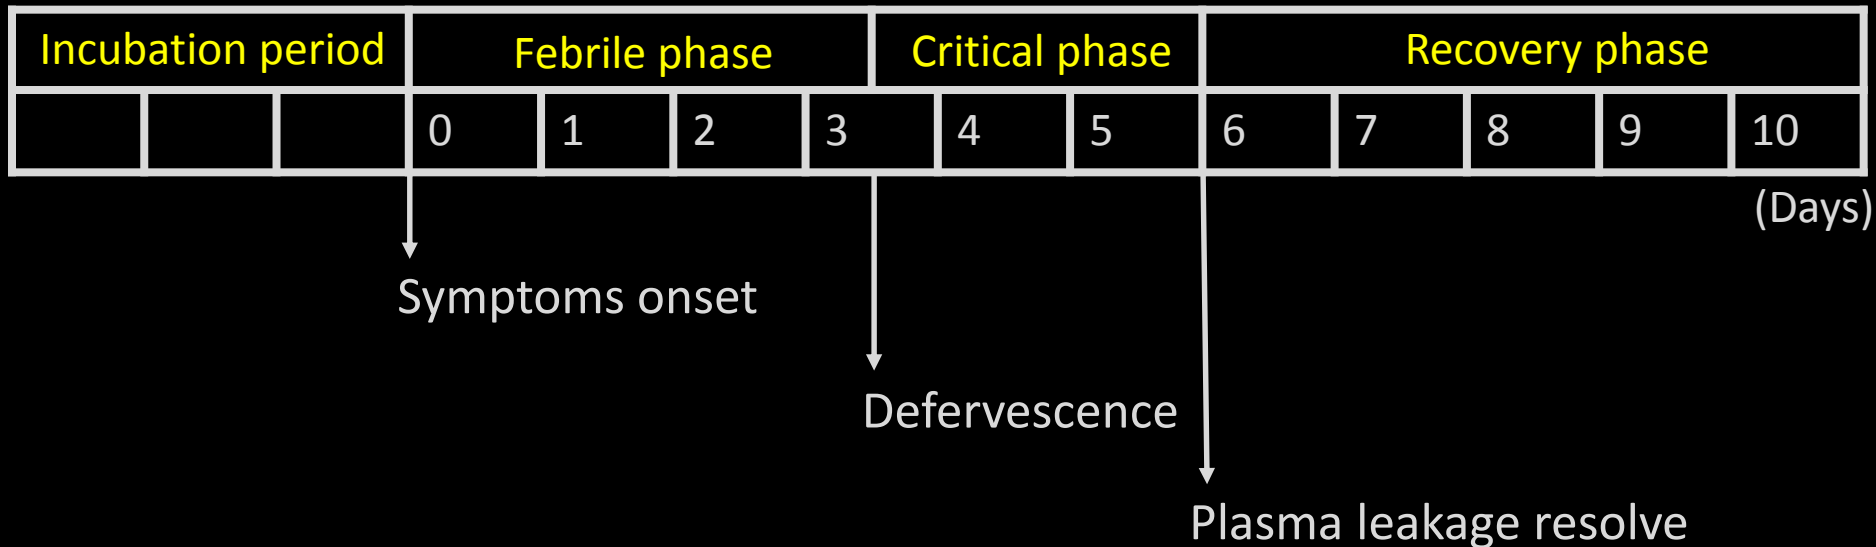 Incubation period Febrile phase Critical phase Recovery phase
0 1 2 3 4 5 6 7 8 9 10
(Days)
Symptoms onset
Defervescence
Plasma leakage resolve